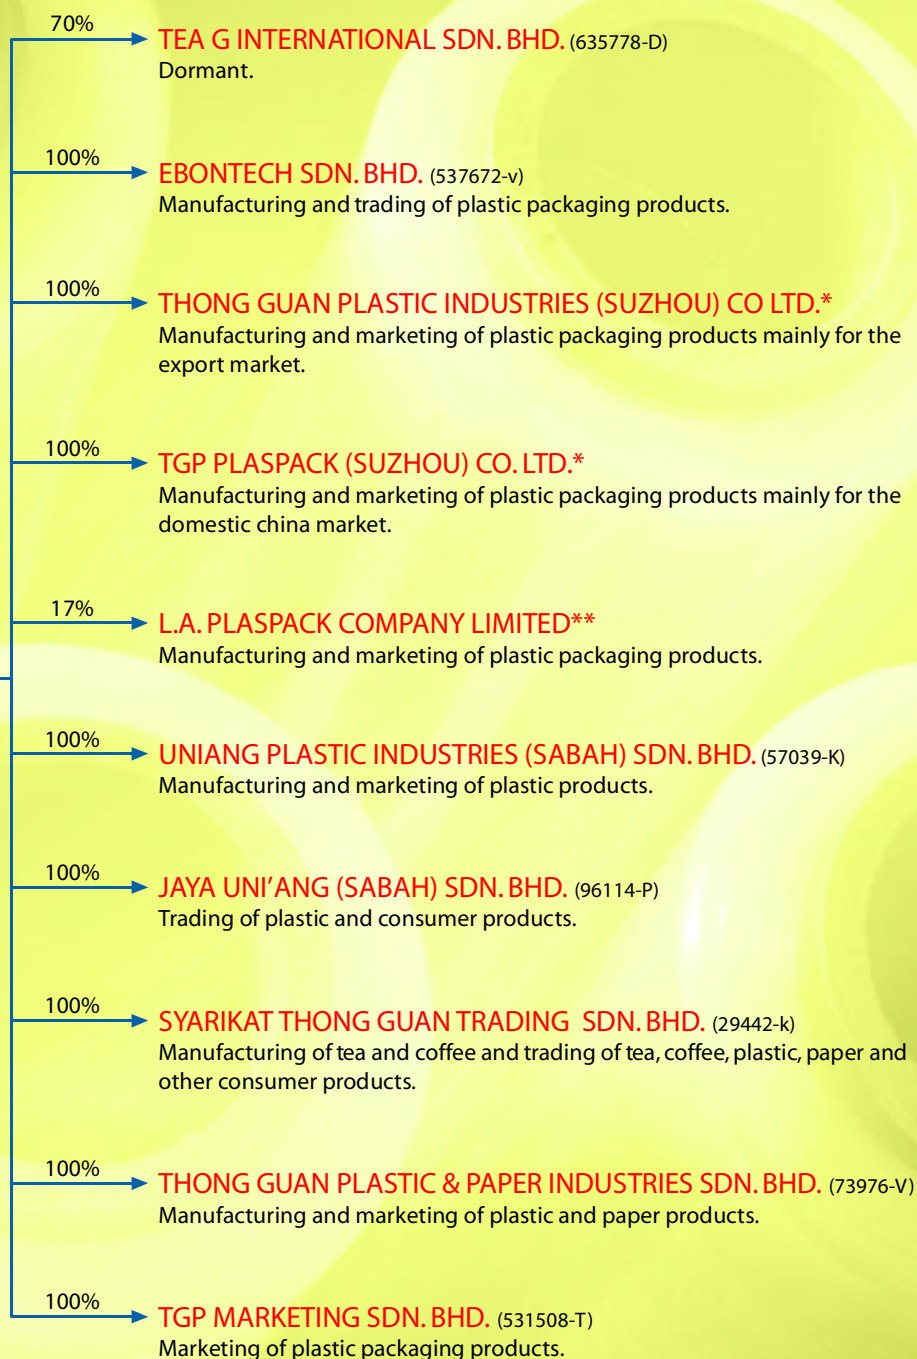 70%
TEA G INTERNATIONAL SDN. BHD. (635778-D)
Dormant.
100%
EBONTECH SDN. BHD. (537672-v)
Manufacturing and trading of plastic packaging products.
100%
THONG GUAN PLASTIC INDUSTRIES (SUZHOU) CO LTD.*
Manufacturing and marketing of plastic packaging products mainly for the
export market.
100%
TGP PLASPACK (SUZHOU) CO. LTD.*
Manufacturing and marketing of plastic packaging products mainly for the
domestic china market.
17%
L.A. PLASPACK COMPANY LIMITED**
Manufacturing and marketing of plastic packaging products.
100%
UNIANG PLASTIC INDUSTRIES (SABAH) SDN. BHD. (57039-K)
Manufacturing and marketing of plastic products.
100%
JAYA UNI’ANG (SABAH) SDN. BHD. (96114-P)
Trading of plastic and consumer products.
100%
SYARIKAT THONG GUAN TRADING SDN. BHD. (29442-k)
Manufacturing of tea and coffee and trading of tea, coffee, plastic, paper and
other consumer products.
100%
THONG GUAN PLASTIC & PAPER INDUSTRIES SDN. BHD. (73976-V)
Manufacturing and marketing of plastic and paper products.
100%
TGP MARKETING SDN. BHD. (531508-T)
Marketing of plastic packaging products.